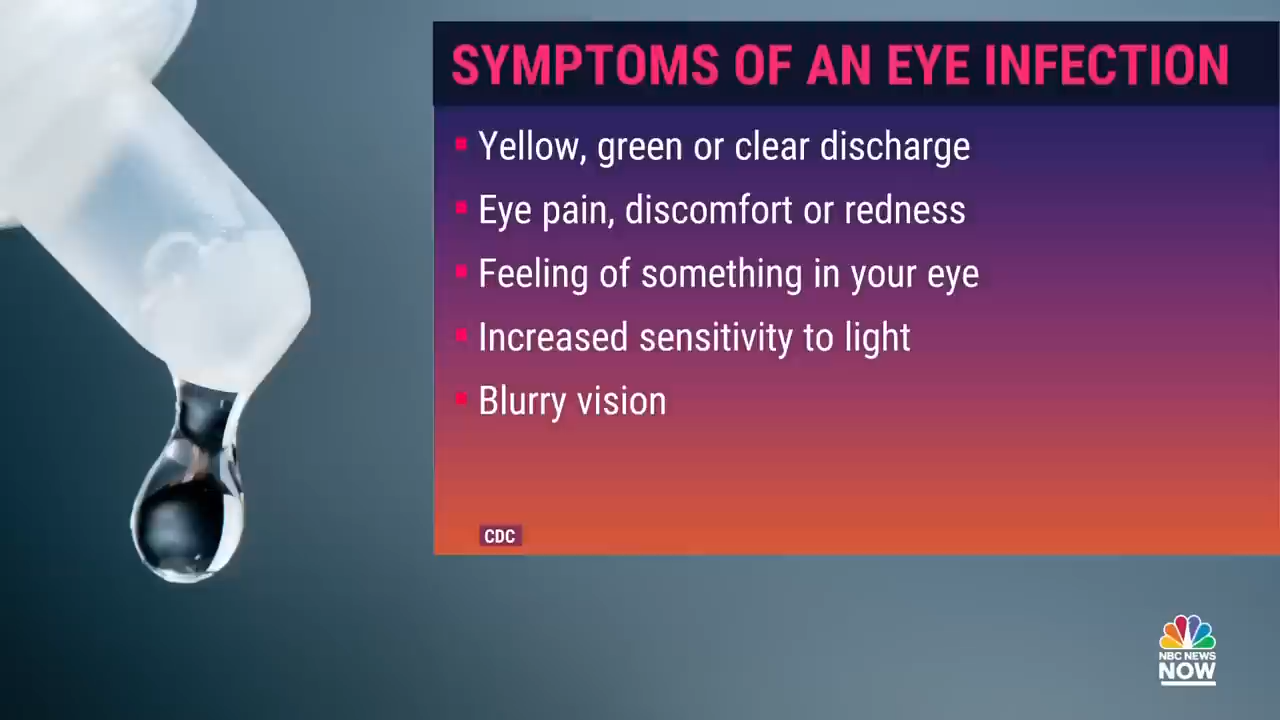 SYMPTOMS OF AN EYE INFECTION
Yellow, green or clear discharge
Eye pain, discomfort or redness
Feeling of something in your eye
Increased sensitivity to light
Blurry vision
CDC
NBC NEWS
NOW